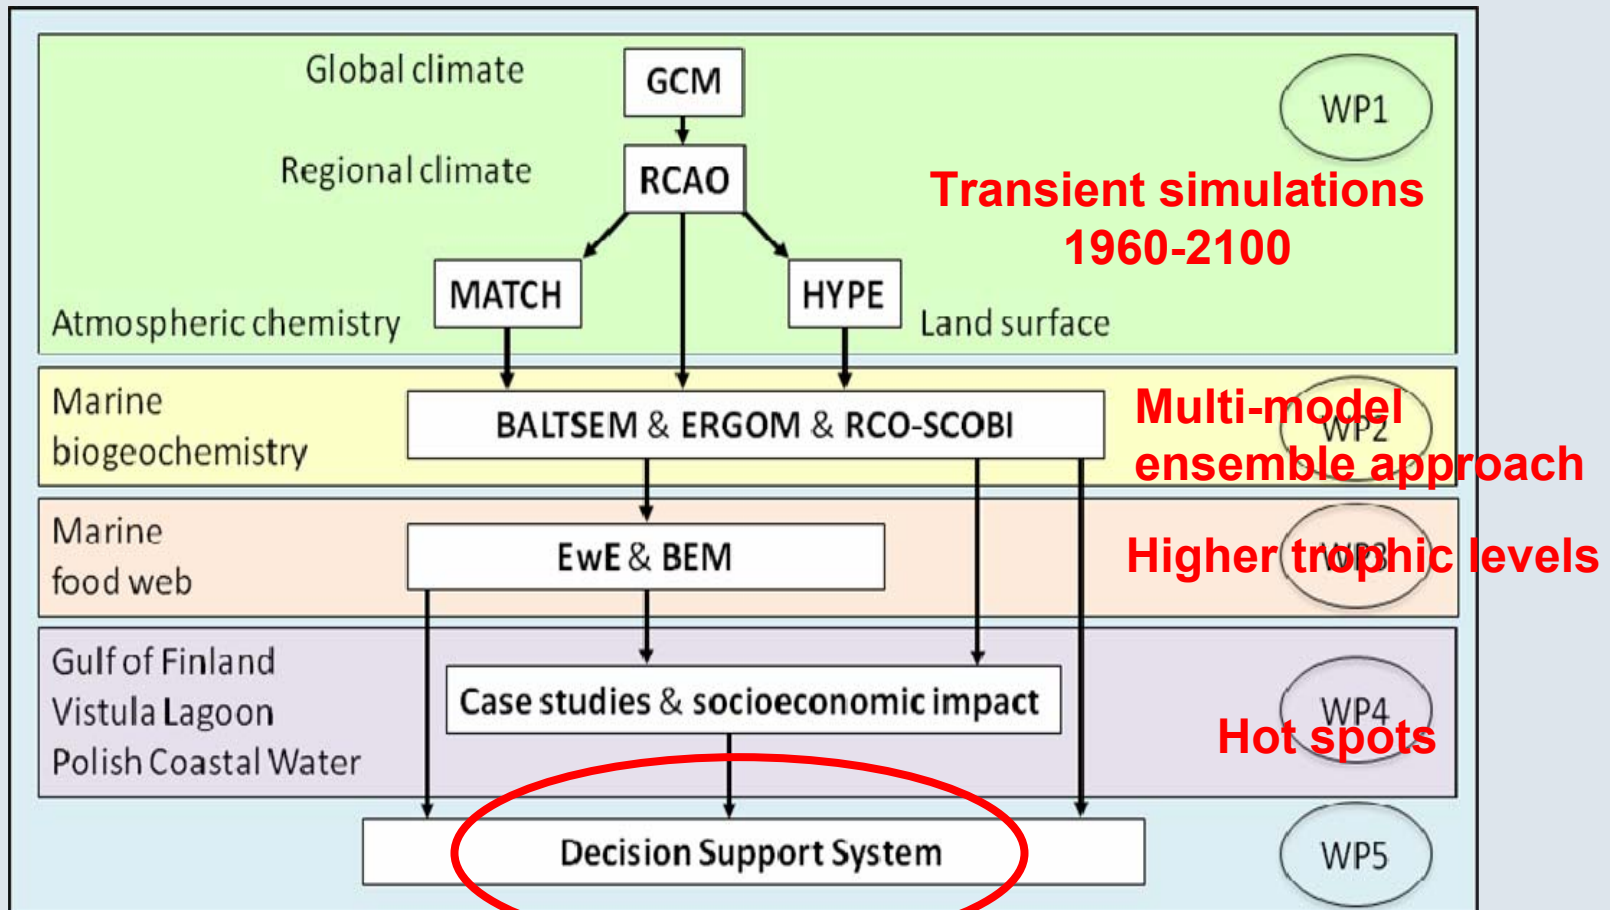 Global climate
GCM
WP1
Regional climate
RCAO
Transient simulations
1960-2100
MATCH
HYPE
Atmospheric chemistry
Land surface
Marine
biogeochemistry
BALTSEM & ERGOM & RCO-SCOBI
Multi-model
ensemble approach
WP2
Marine
food web
EwE & BEM
Higher trophic levels
WP3
Gulf of Finland
Vistula Lagoon
Polish Coastal Water
Case studies & socioeconomic impact
WP4
Hot spots
Decision Support System
WP5